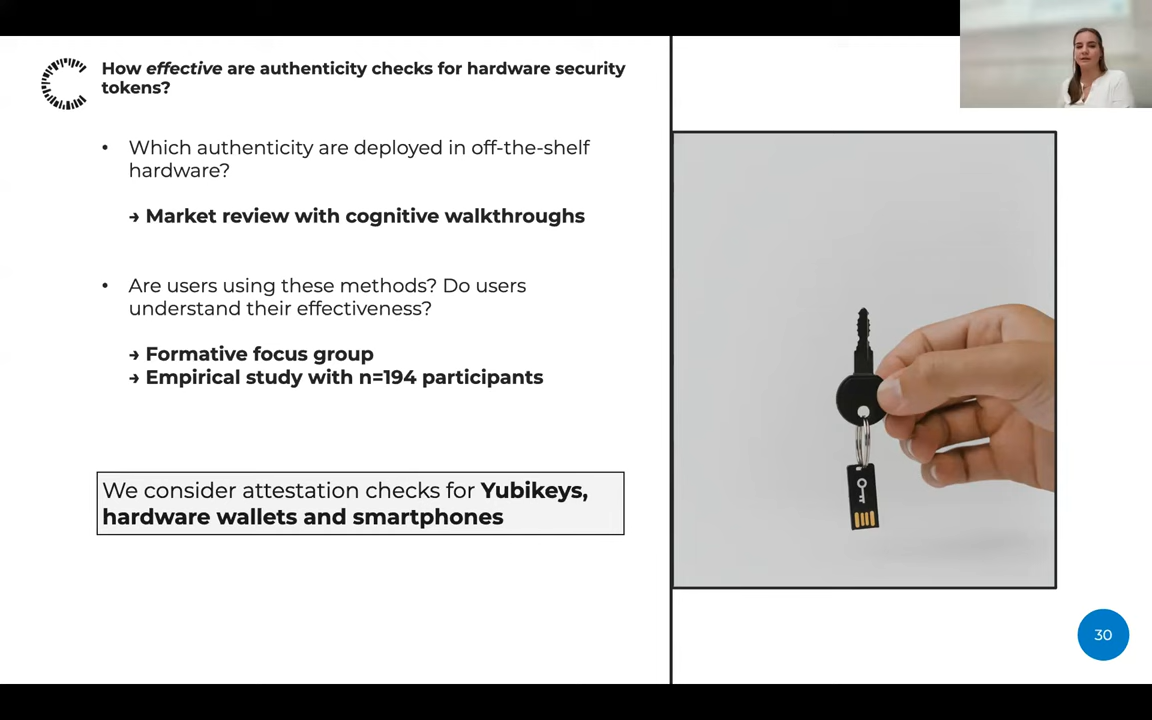 How effective are authenticity checks for hardware security
tokens?
• Which authenticity are deployed in off-the-shelf
hardware?
→ Market review with cognitive walkthroughs
• Are users using these methods? Do users
understand their effectiveness?
→ Formative focus group
→ Empirical study with n=194 participants
We consider attestation checks for Yubikeys,
hardware wallets and smartphones
30